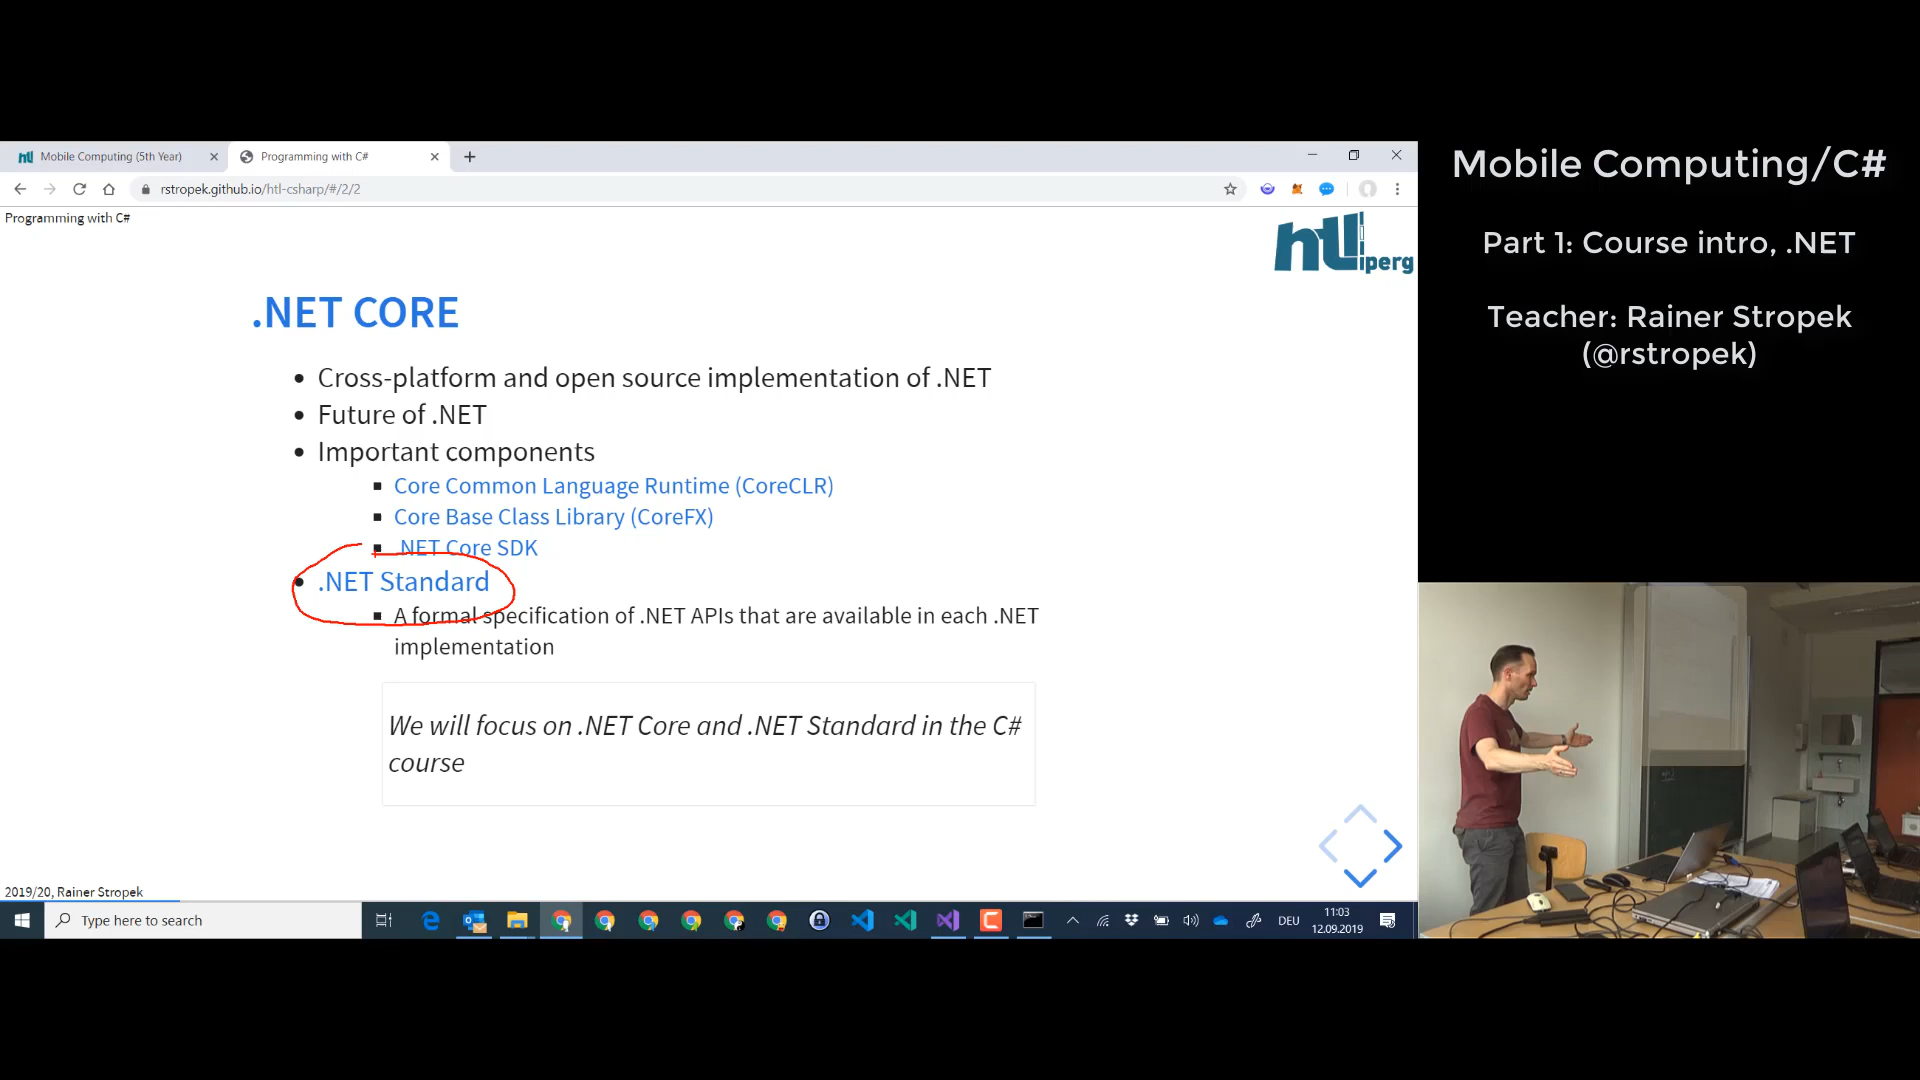 Mobile Computing (5th Year)
Programming with C#
rstropek.github.io/htl-csharp/#/2/2
Programming with C#
htl
iperg
.NET CORE
Cross-platform and open source implementation of .NET
Future of .NET
Important components
Core Common Language Runtime (CoreCLR)
Core Base Class Library (CoreFX)
.NET Core SDK
.NET Standard
A formal specification of .NET APIs that are available in each .NET
implementation
We will focus on .NET Core and .NET Standard in the C#
course
2019/20, Rainer Stropek
Type here to search
DEU
11:03
12.09.2019
Mobile Computing/C#
Part 1: Course intro, .NET
Teacher: Rainer Stropek
(@rstropek)